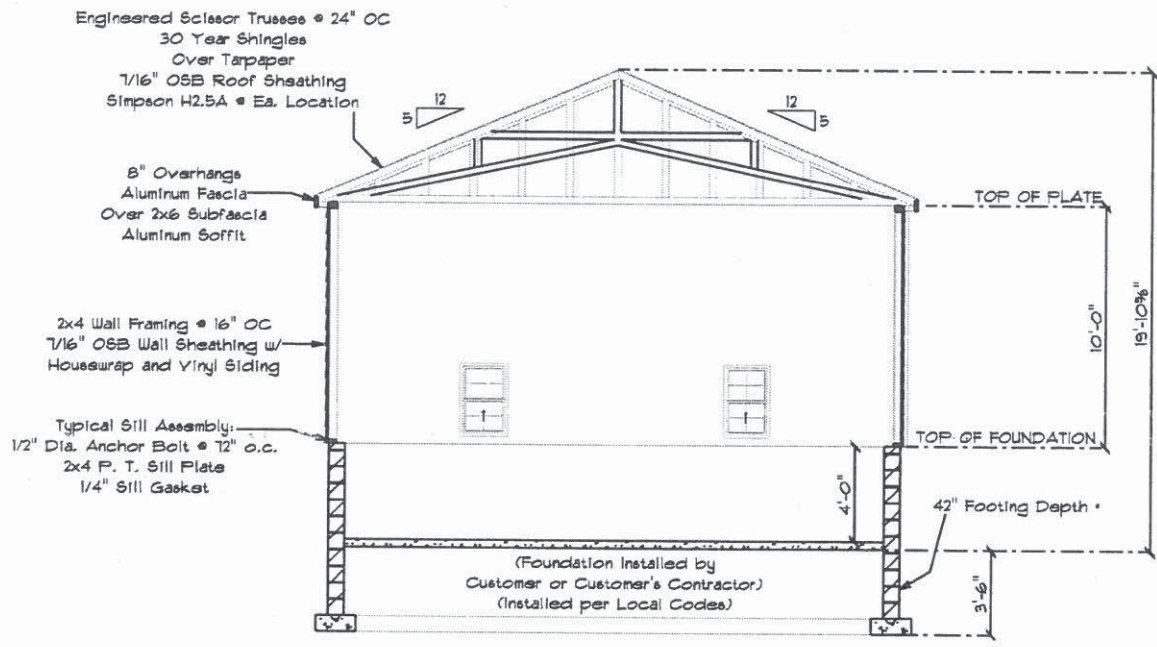 Engineered Scissor Trusses @ 24" OC
30 Year Shingles
Over Tarpaper
7/16" OSB Roof Sheathing
Simpson H2.5A @ Ea. Location
12
5
12
5
8" Overhangs
Aluminum Fascia
Over 2x6 Subfascia
Aluminum Soffit
TOP OF PLATE
2x4 Wall Framing @ 16" OC
7/16" OSB Wall Sheathing w/
Housewrap and Vinyl Siding
10'-0"
Typical Sill Assembly:
1/2" Dia. Anchor Bolt @ 72" o.c.
2x4 P. T. Sill Plate
1/4" Sill Gasket
TOP OF FOUNDATION
4'-0"
42" Footing Depth
(Foundation Installed by
Customer or Customer's Contractor)
(Installed per Local Codes)
3'-6"